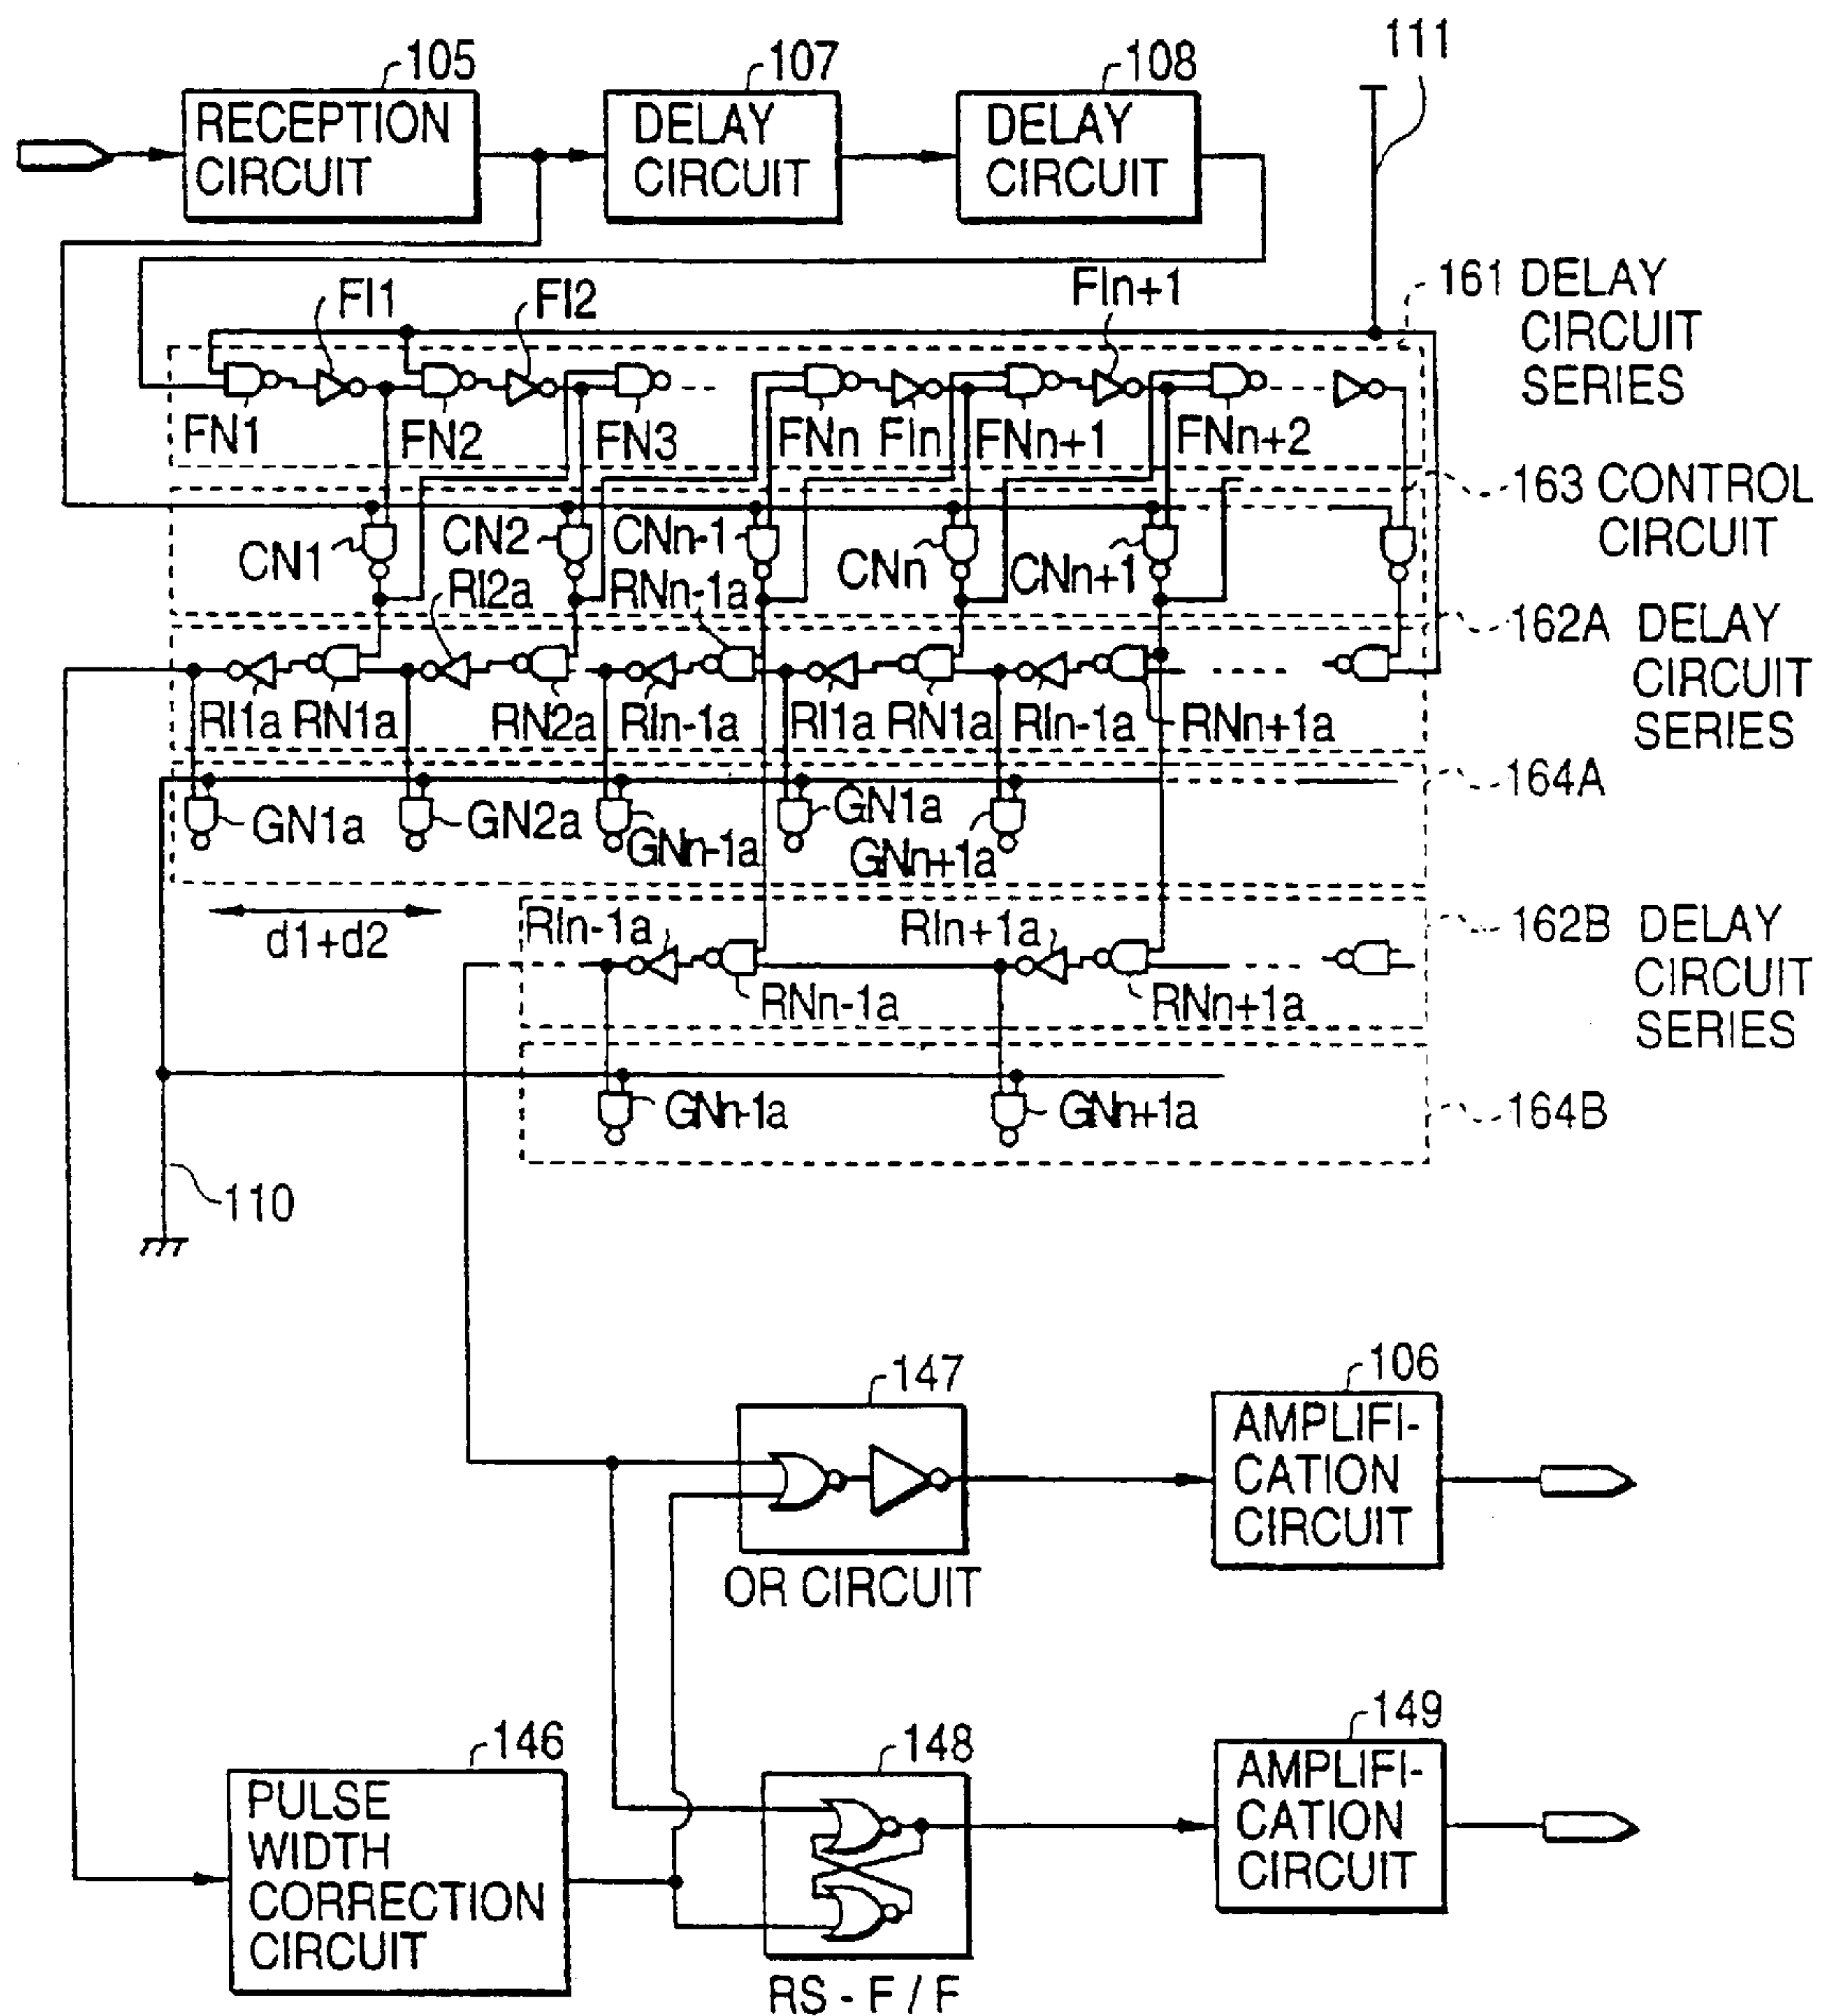 105
107
108
111
RECEPTION
CIRCUIT
DELAY
CIRCUIT
DELAY
CIRCUIT
FI1
FI2
FIn+1
161 DELAY
CIRCUIT
SERIES
FN1
FN2
FN3
FNn
FIn
FNn+1
FNn+2
163 CONTROL
CIRCUIT
CN1
CN2
CNn-1
CNn
CNn+1
RI2a
RNn-1a
162A DELAY
CIRCUIT
SERIES
RI1a
RN1a
RN2a
RIn-1a
RI1a
RN1a
RIn-1a
RNn+1a
164A
GN1a
GN2a
GNn-1a
GN1a
GNn+1a
d1+d2
RIn-1a
RIn+1a
162B DELAY
CIRCUIT
SERIES
RNn-1a
RNn+1a
GNn-1a
GNn+1a
164B
110
147
106
AMPLIFI-
CATION
CIRCUIT
OR CIRCUIT
146
148
149
PULSE
WIDTH
CORRECTION
CIRCUIT
AMPLIFI-
CATION
CIRCUIT
RS - F / F